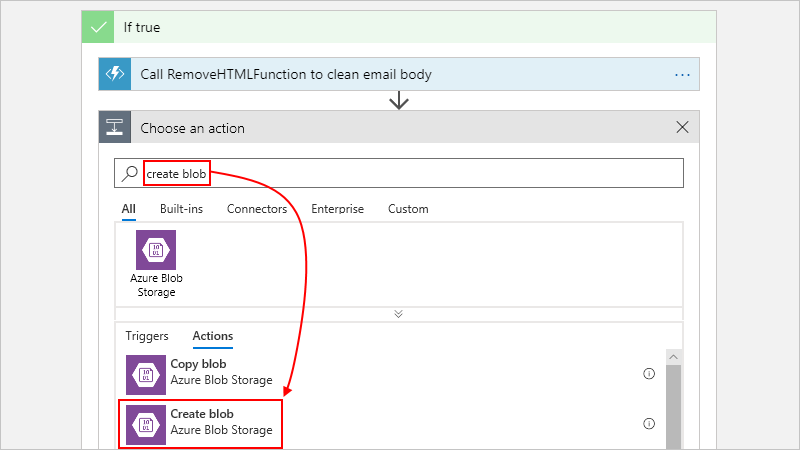 If true
Call RemoveHTMLFunction to clean email body
Choose an action
create blob
All Built-ins Connectors Enterprise Custom
Azure Blob
Storage
Triggers Actions
Copy blob
Azure Blob Storage
Create blob
Azure Blob Storage